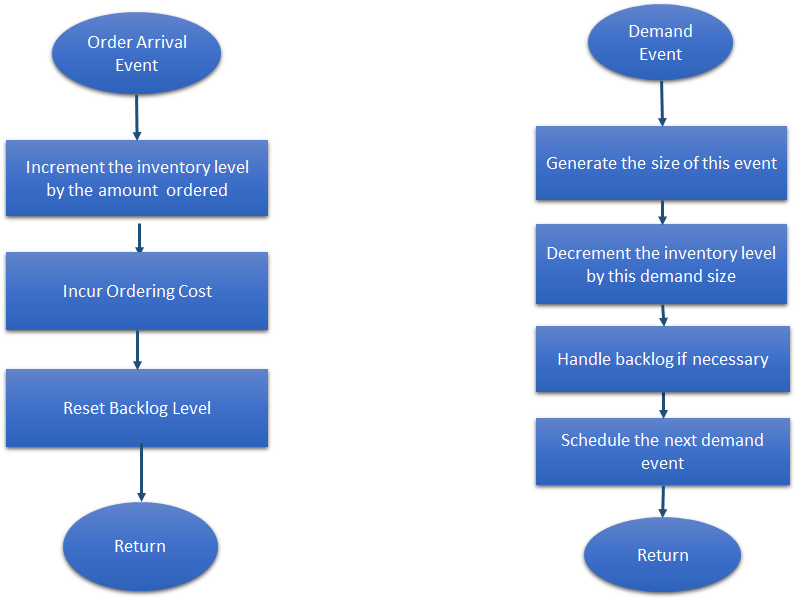 Order Arrival
Event
Increment the inventory level
by the amount ordered
Incur Ordering Cost
Reset Backlog Level
Return
Demand
Event
Generate the size of this event
Decrement the inventory level
by this demand size
Handle backlog if necessary
Schedule the next demand
event
Return